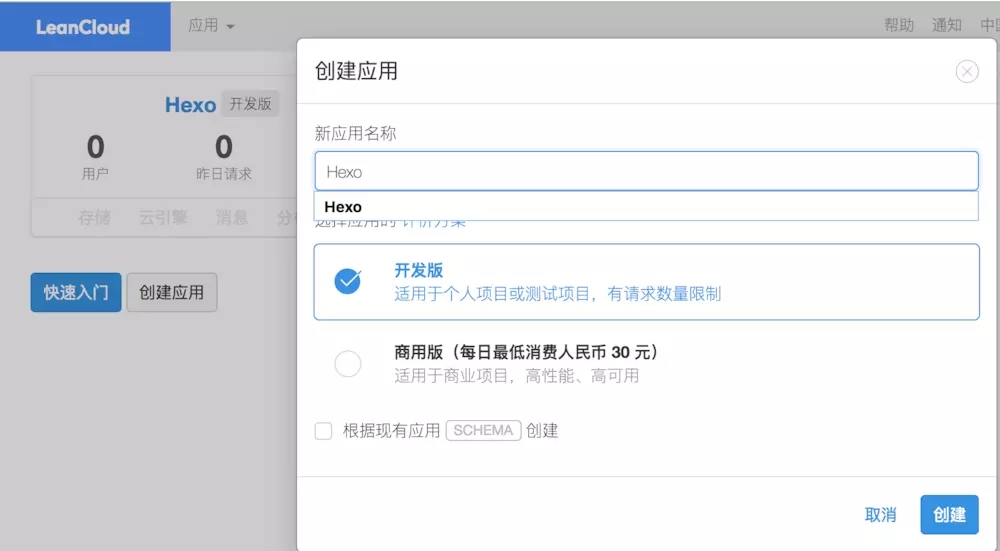 LeanCloud 应用 帮助 通知
Hexo 开发版
0 0
用户 昨日请求
存储 云引擎 消息
快速入门 创建应用
创建应用
新应用名称
Hexo
Hexo
选择应用的 计价方案
开发版
适用于个人项目或测试项目，有请求数量限制
商用版（每日最低消费人民币 30 元）
适用于商业项目，高性能、高可用
根据现有应用 SCHEMA 创建
取消 创建